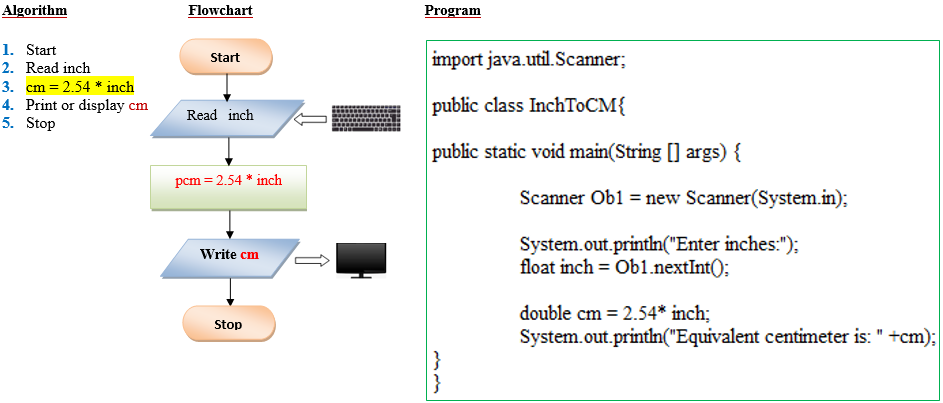 Algorithm
1. Start
2. Read inch
3. cm = 2.54 * inch
4. Print or display cm
5. Stop
Flowchart
Start
Read inch
pcm = 2.54 * inch
Write cm
Stop
Program
import java.util.Scanner;
public class InchToCM{
public static void main(String [] args) {
Scanner Ob1 = new Scanner(System.in);
System.out.println("Enter inches:");
float inch = Ob1.nextInt();
double cm = 2.54* inch;
System.out.println("Equivalent centimeter is: " +cm);
}
}